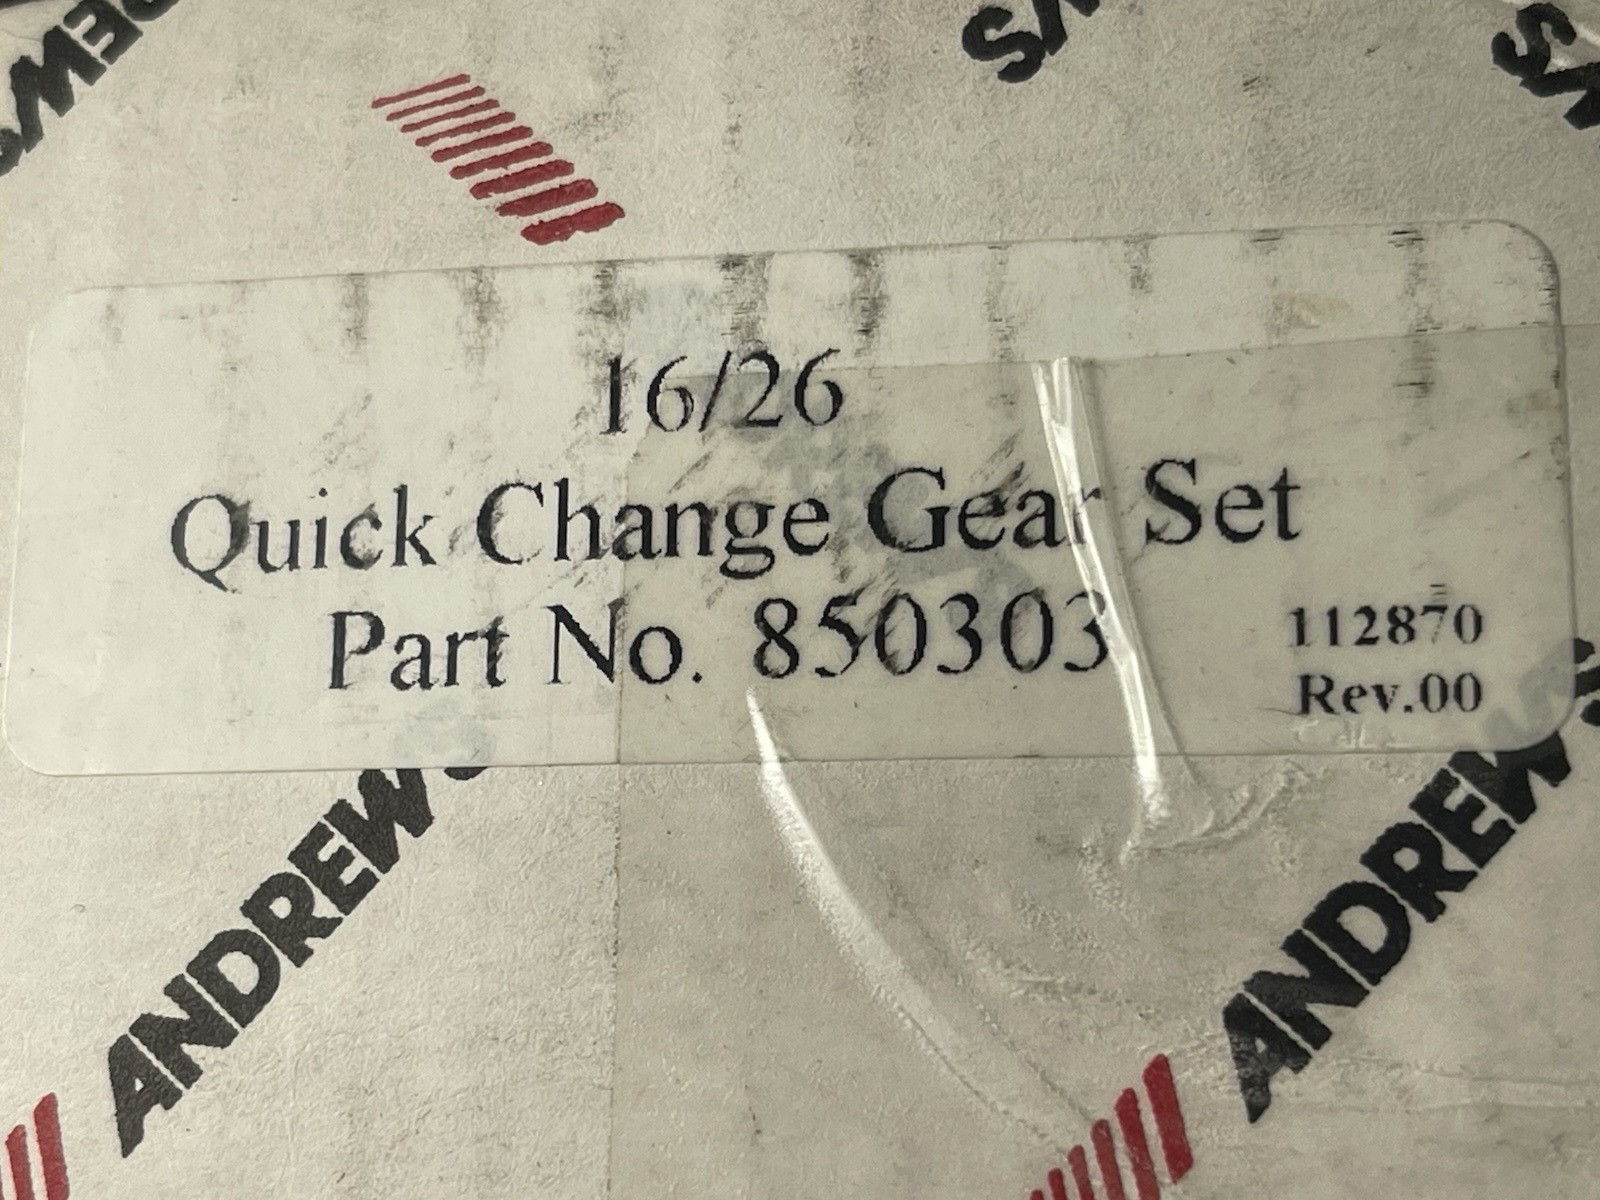 16/26
Quick Change Gear Set
Part No. 850303
112870
Rev.00
ANDREWS
ANDREWS